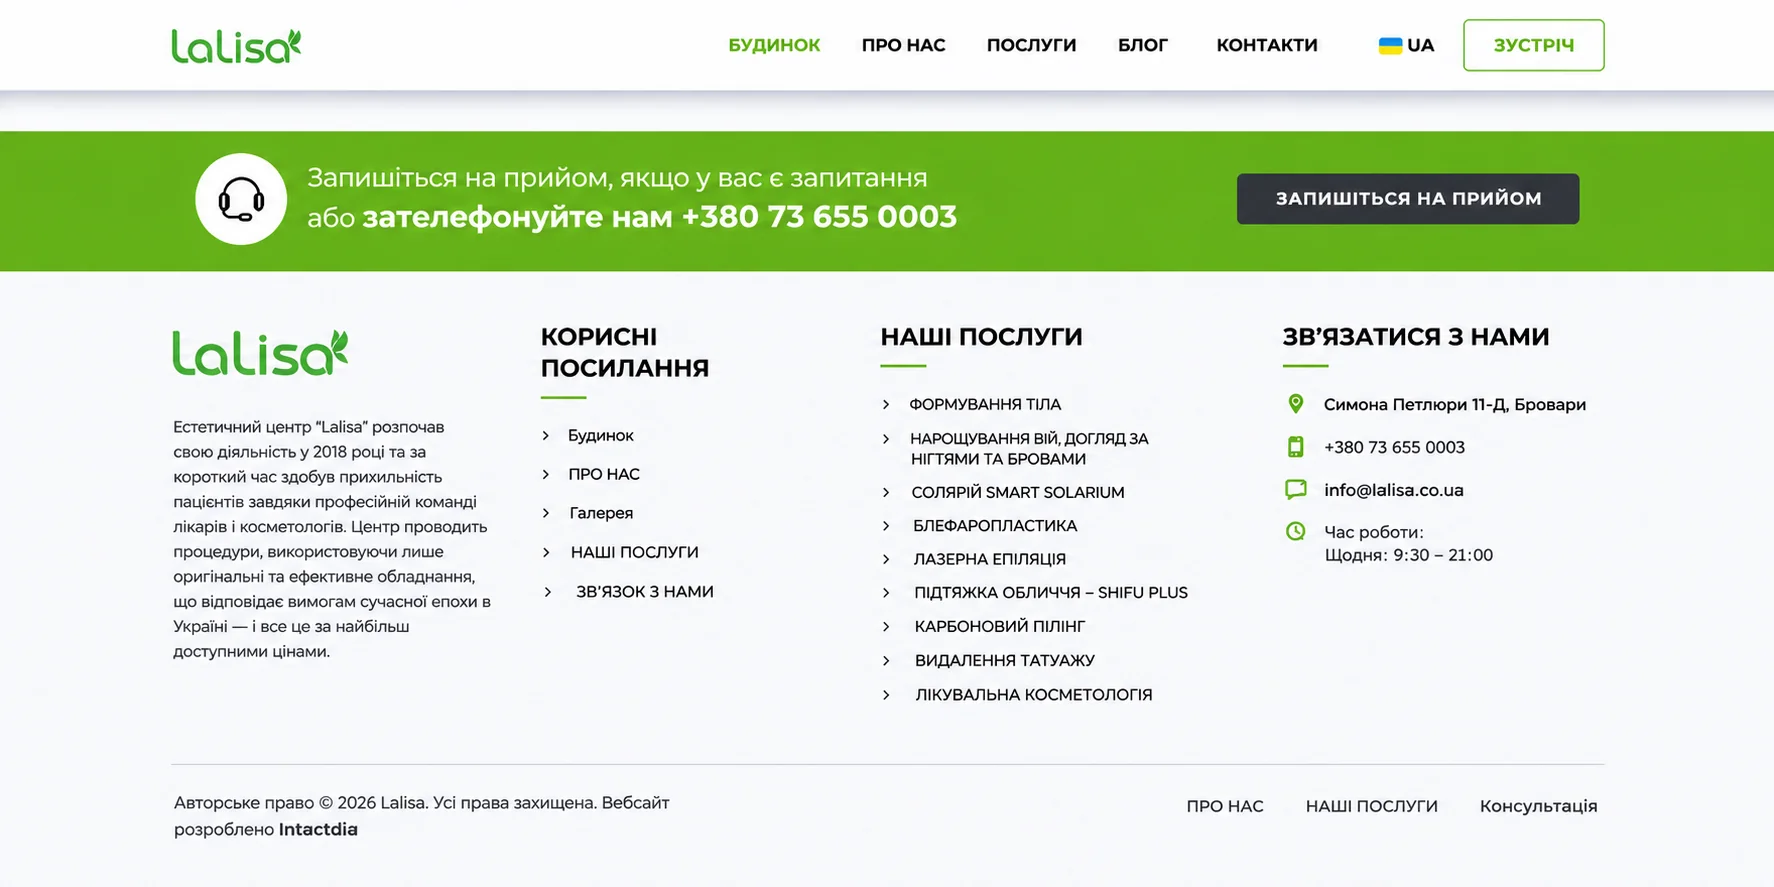 Lalisa
БУДИНОК
ПРО НАС
ПОСЛУГИ
БЛОГ
КОНТАКТИ
UA
ЗУСТРІЧ
Запишіться на прийом, якщо у вас є запитання
або зателефонуйте нам +380 73 655 0003
ЗАПИШІТЬСЯ НА ПРИЙОМ
Lalisa
Естетичний центр “Lalisa” розпочав
свою діяльність у 2018 році та за
короткий час здобув прихильність
пацієнтів завдяки професійній команді
лікарів і косметологів. Центр проводить
процедури, використовуючи лише
оригінальні та ефективне обладнання,
що відповідає вимогам сучасної епохи в
Україні — і все це за найбільш
доступними цінами.
КОРИСНІ
ПОСИЛАННЯ
Будинок
ПРО НАС
Галерея
НАШІ ПОСЛУГИ
ЗВ’ЯЗОК З НАМИ
НАШІ ПОСЛУГИ
ФОРМУВАННЯ ТІЛА
НАРОЩУВАННЯ ВІЙ, ДОГЛЯД ЗА
НІГТЯМИ ТА БРОВАМИ
СОЛЯРІЙ SMART SOLARIUM
БЛЕФАРОПЛАСТИКА
ЛАЗЕРНА ЕПІЛЯЦІЯ
ПІДТЯЖКА ОБЛИЧЧЯ – SHIFU PLUS
КАРБОНОВИЙ ПІЛІНГ
ВИДАЛЕННЯ ТАТУАЖУ
ЛІКУВАЛЬНА КОСМЕТОЛОГІЯ
ЗВ’ЯЗАТИСЯ З НАМИ
Симона Петлюри 11-Д, Бровари
+380 73 655 0003
info@lalisa.co.ua
Час роботи:
Щодня: 9:30 – 21:00
Авторське право © 2026 Lalisa. Усі права захищена. Вебсайт
розроблено Intactdia
ПРО НАС
НАШІ ПОСЛУГИ
Консультація